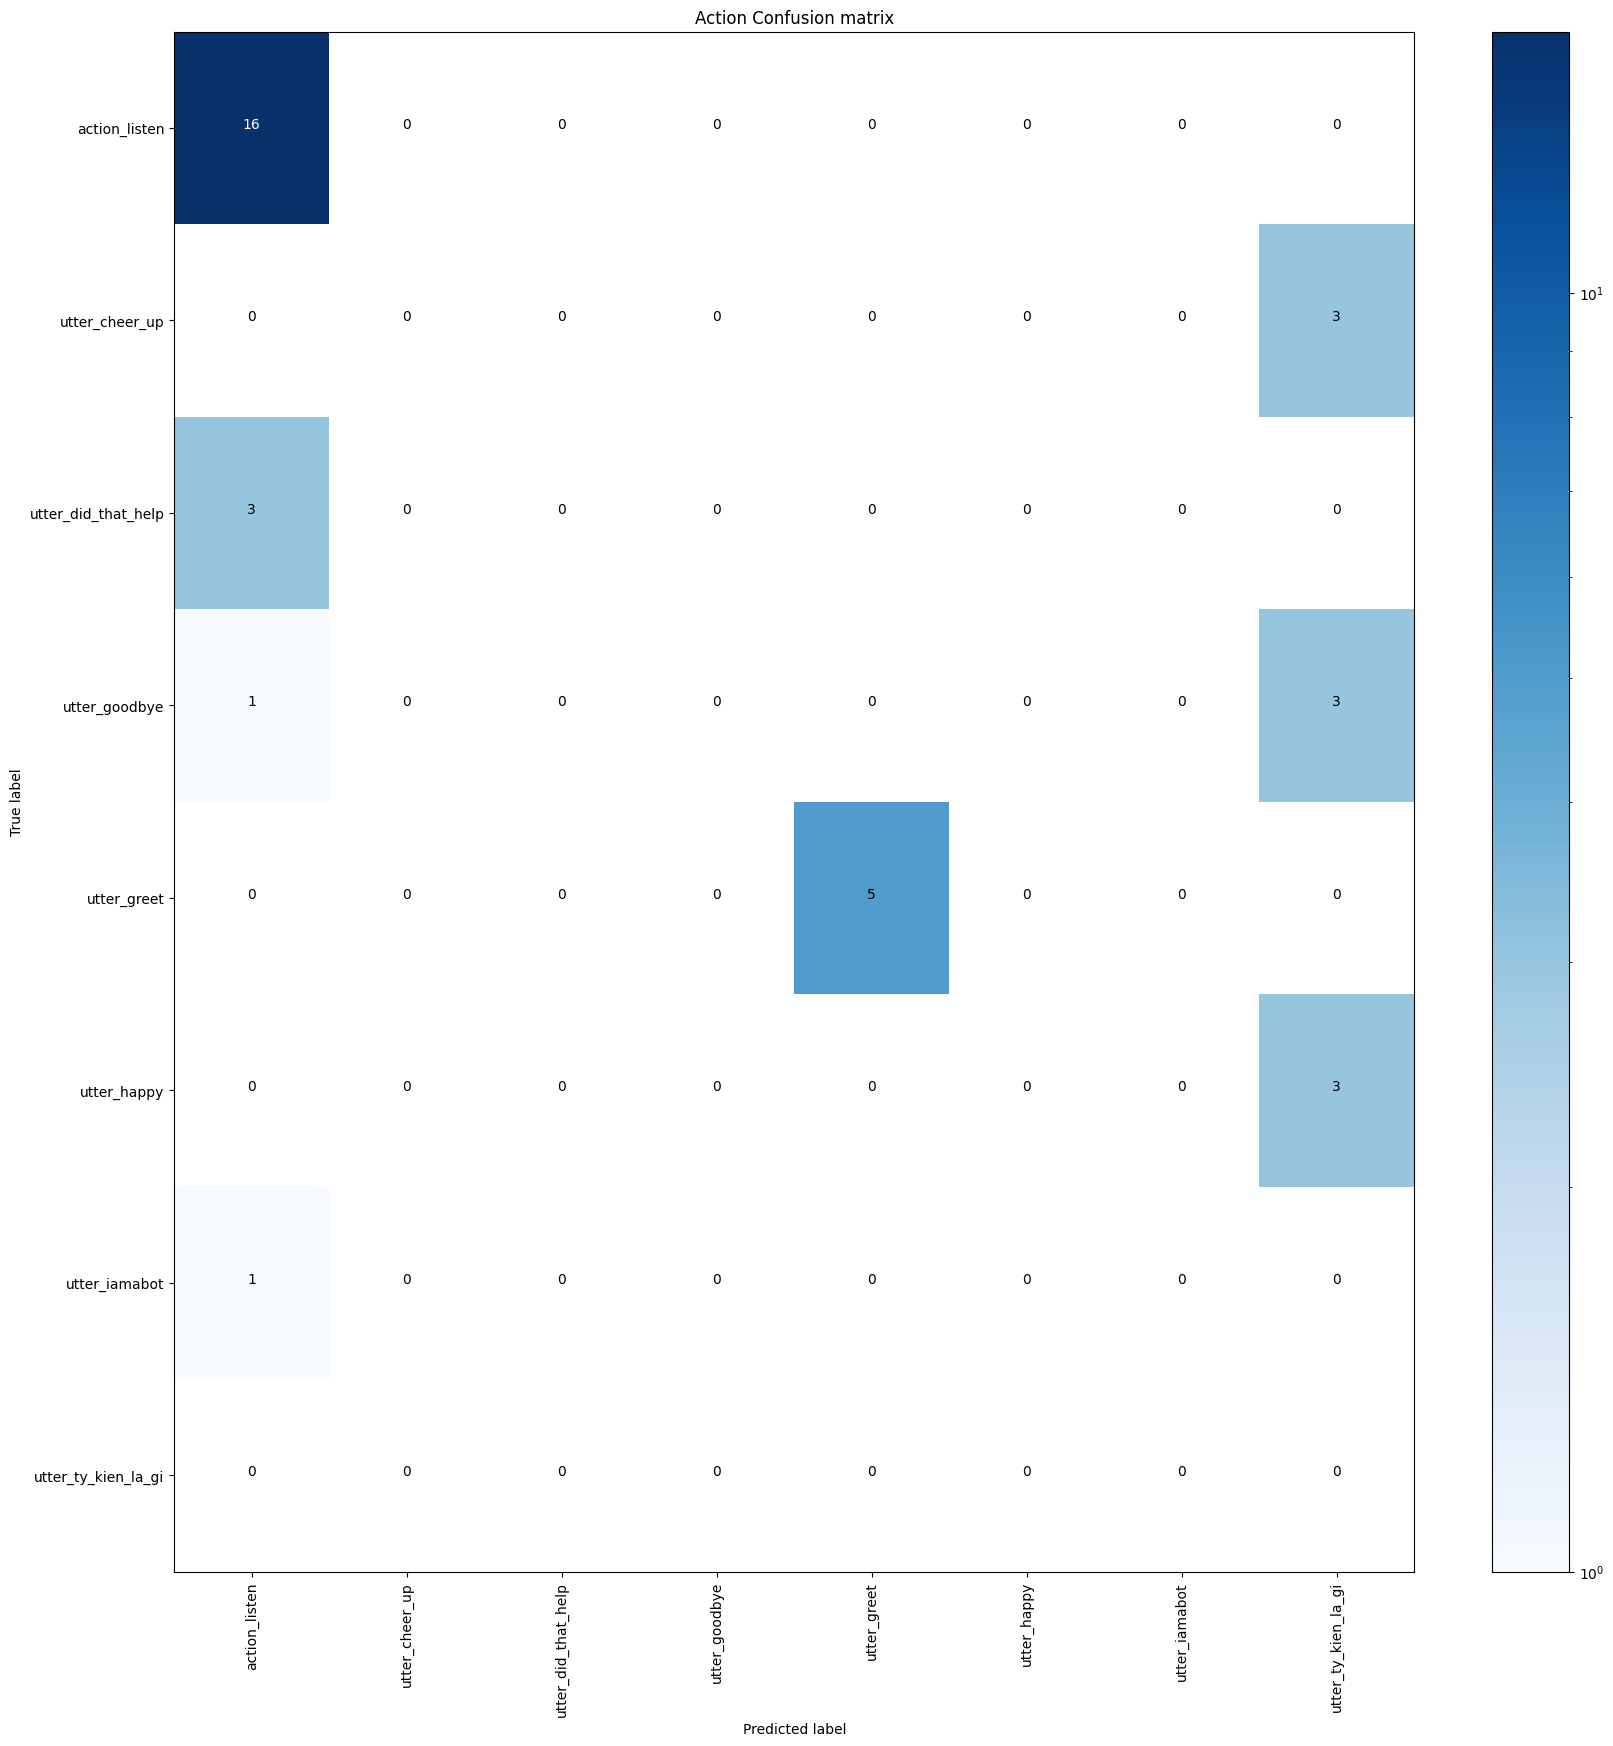 Action Confusion matrix
action_listen 16 0 0 0 0 0 0 0
utter_cheer_up 0 0 0 0 0 0 0 3
utter_did_that_help 3 0 0 0 0 0 0 0
utter_goodbye 1 0 0 0 0 0 0 3
utter_greet 0 0 0 0 5 0 0 0
utter_happy 0 0 0 0 0 0 0 3
utter_iamabot 1 0 0 0 0 0 0 0
utter_ty_kien_la_gi 0 0 0 0 0 0 0 0
True label
action_listen
utter_cheer_up
utter_did_that_help
utter_goodbye
utter_greet
utter_happy
utter_iamabot
utter_ty_kien_la_gi
Predicted label
10¹
10⁰